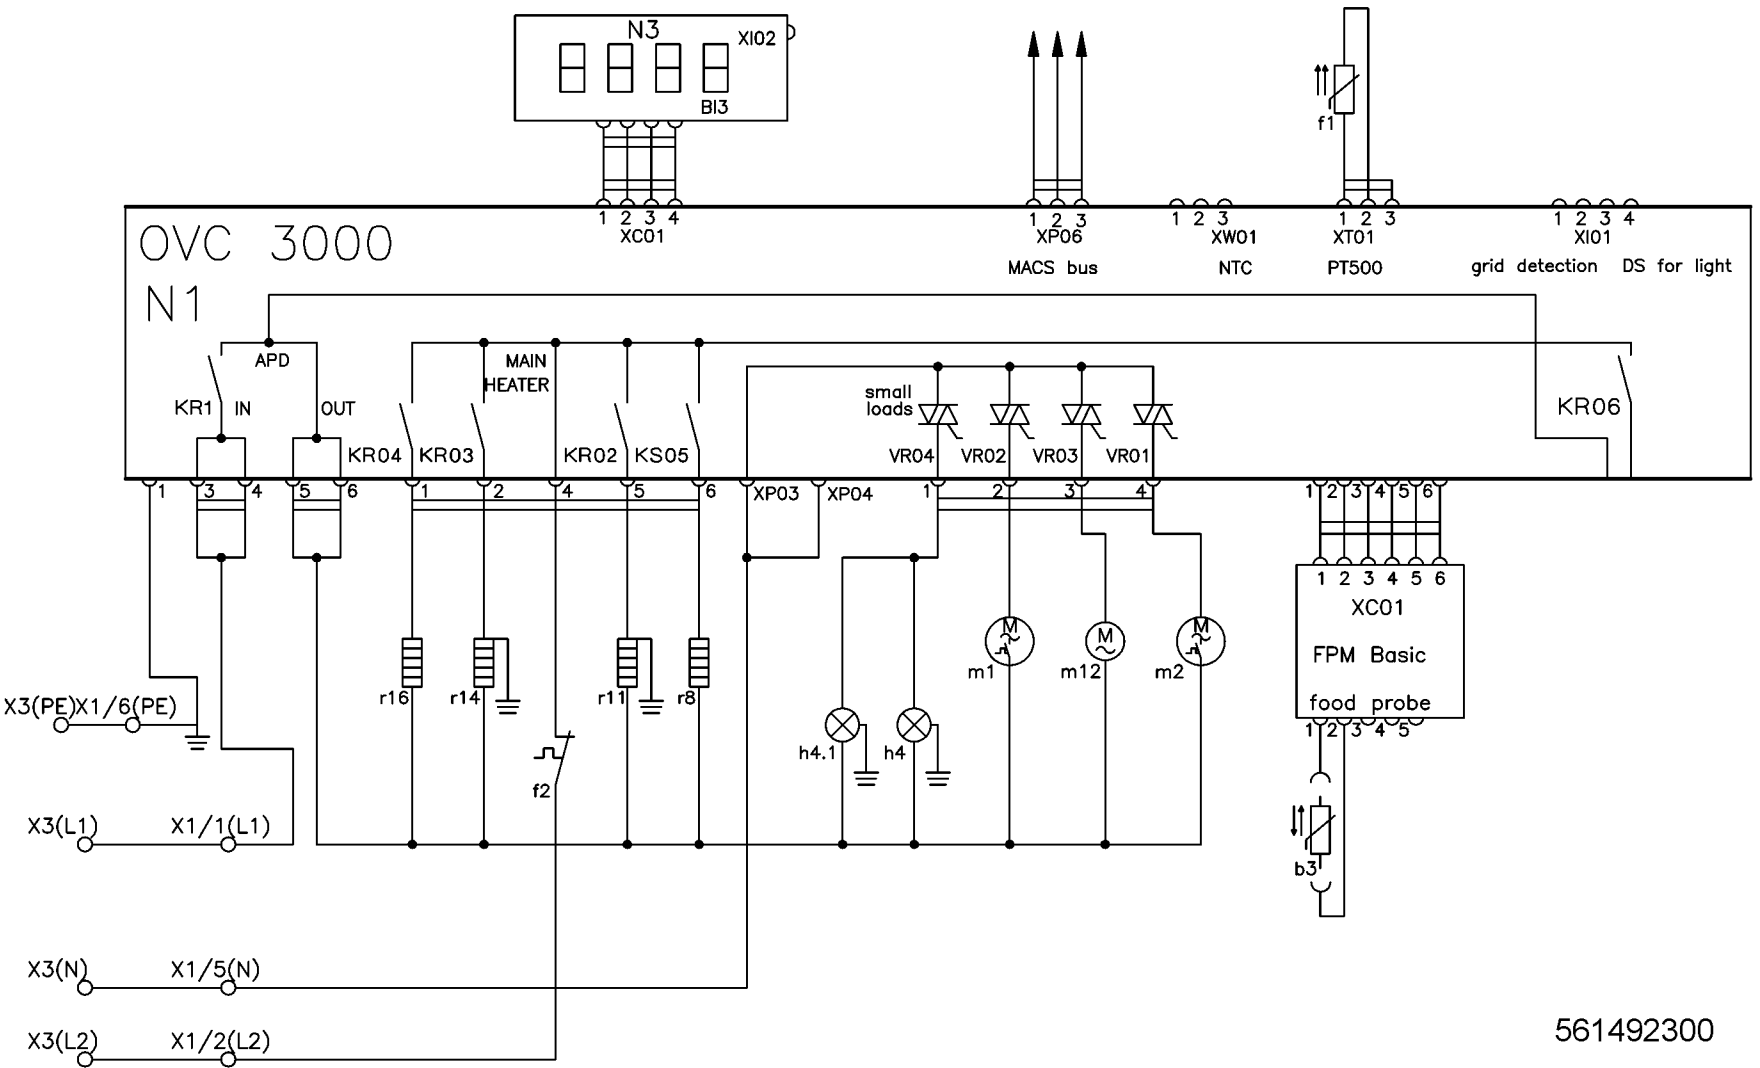 N3
XI02
BI3
f1
1 2 3 4
XC01
1 2 3
XP06
MACS bus
1 2 3
XW01
NTC
1 2 3
XT01
PT500
1 2 3 4
XI01
grid detection DS for light
OVC 3000
N1
APD
MAIN
HEATER
small
loads
KR1 IN
OUT
KR06
KR04 KR03 KR02 KS05
VR04 VR02 VR03 VR01
1 3 4 5 6 1 2 4 5 6 XP03 XP04 1 2 3 4 1 2 3 4 5 6
1 2 3 4 5 6
XC01
FPM Basic
food probe
1 2 3 4 5
M M M
m1 m12 m2
r16 r14 r11 r8
X3(PE) X1/6(PE)
h4.1 h4
f2
X3(L1) X1/1(L1)
b3
X3(N) X1/5(N)
X3(L2) X1/2(L2)
561492300